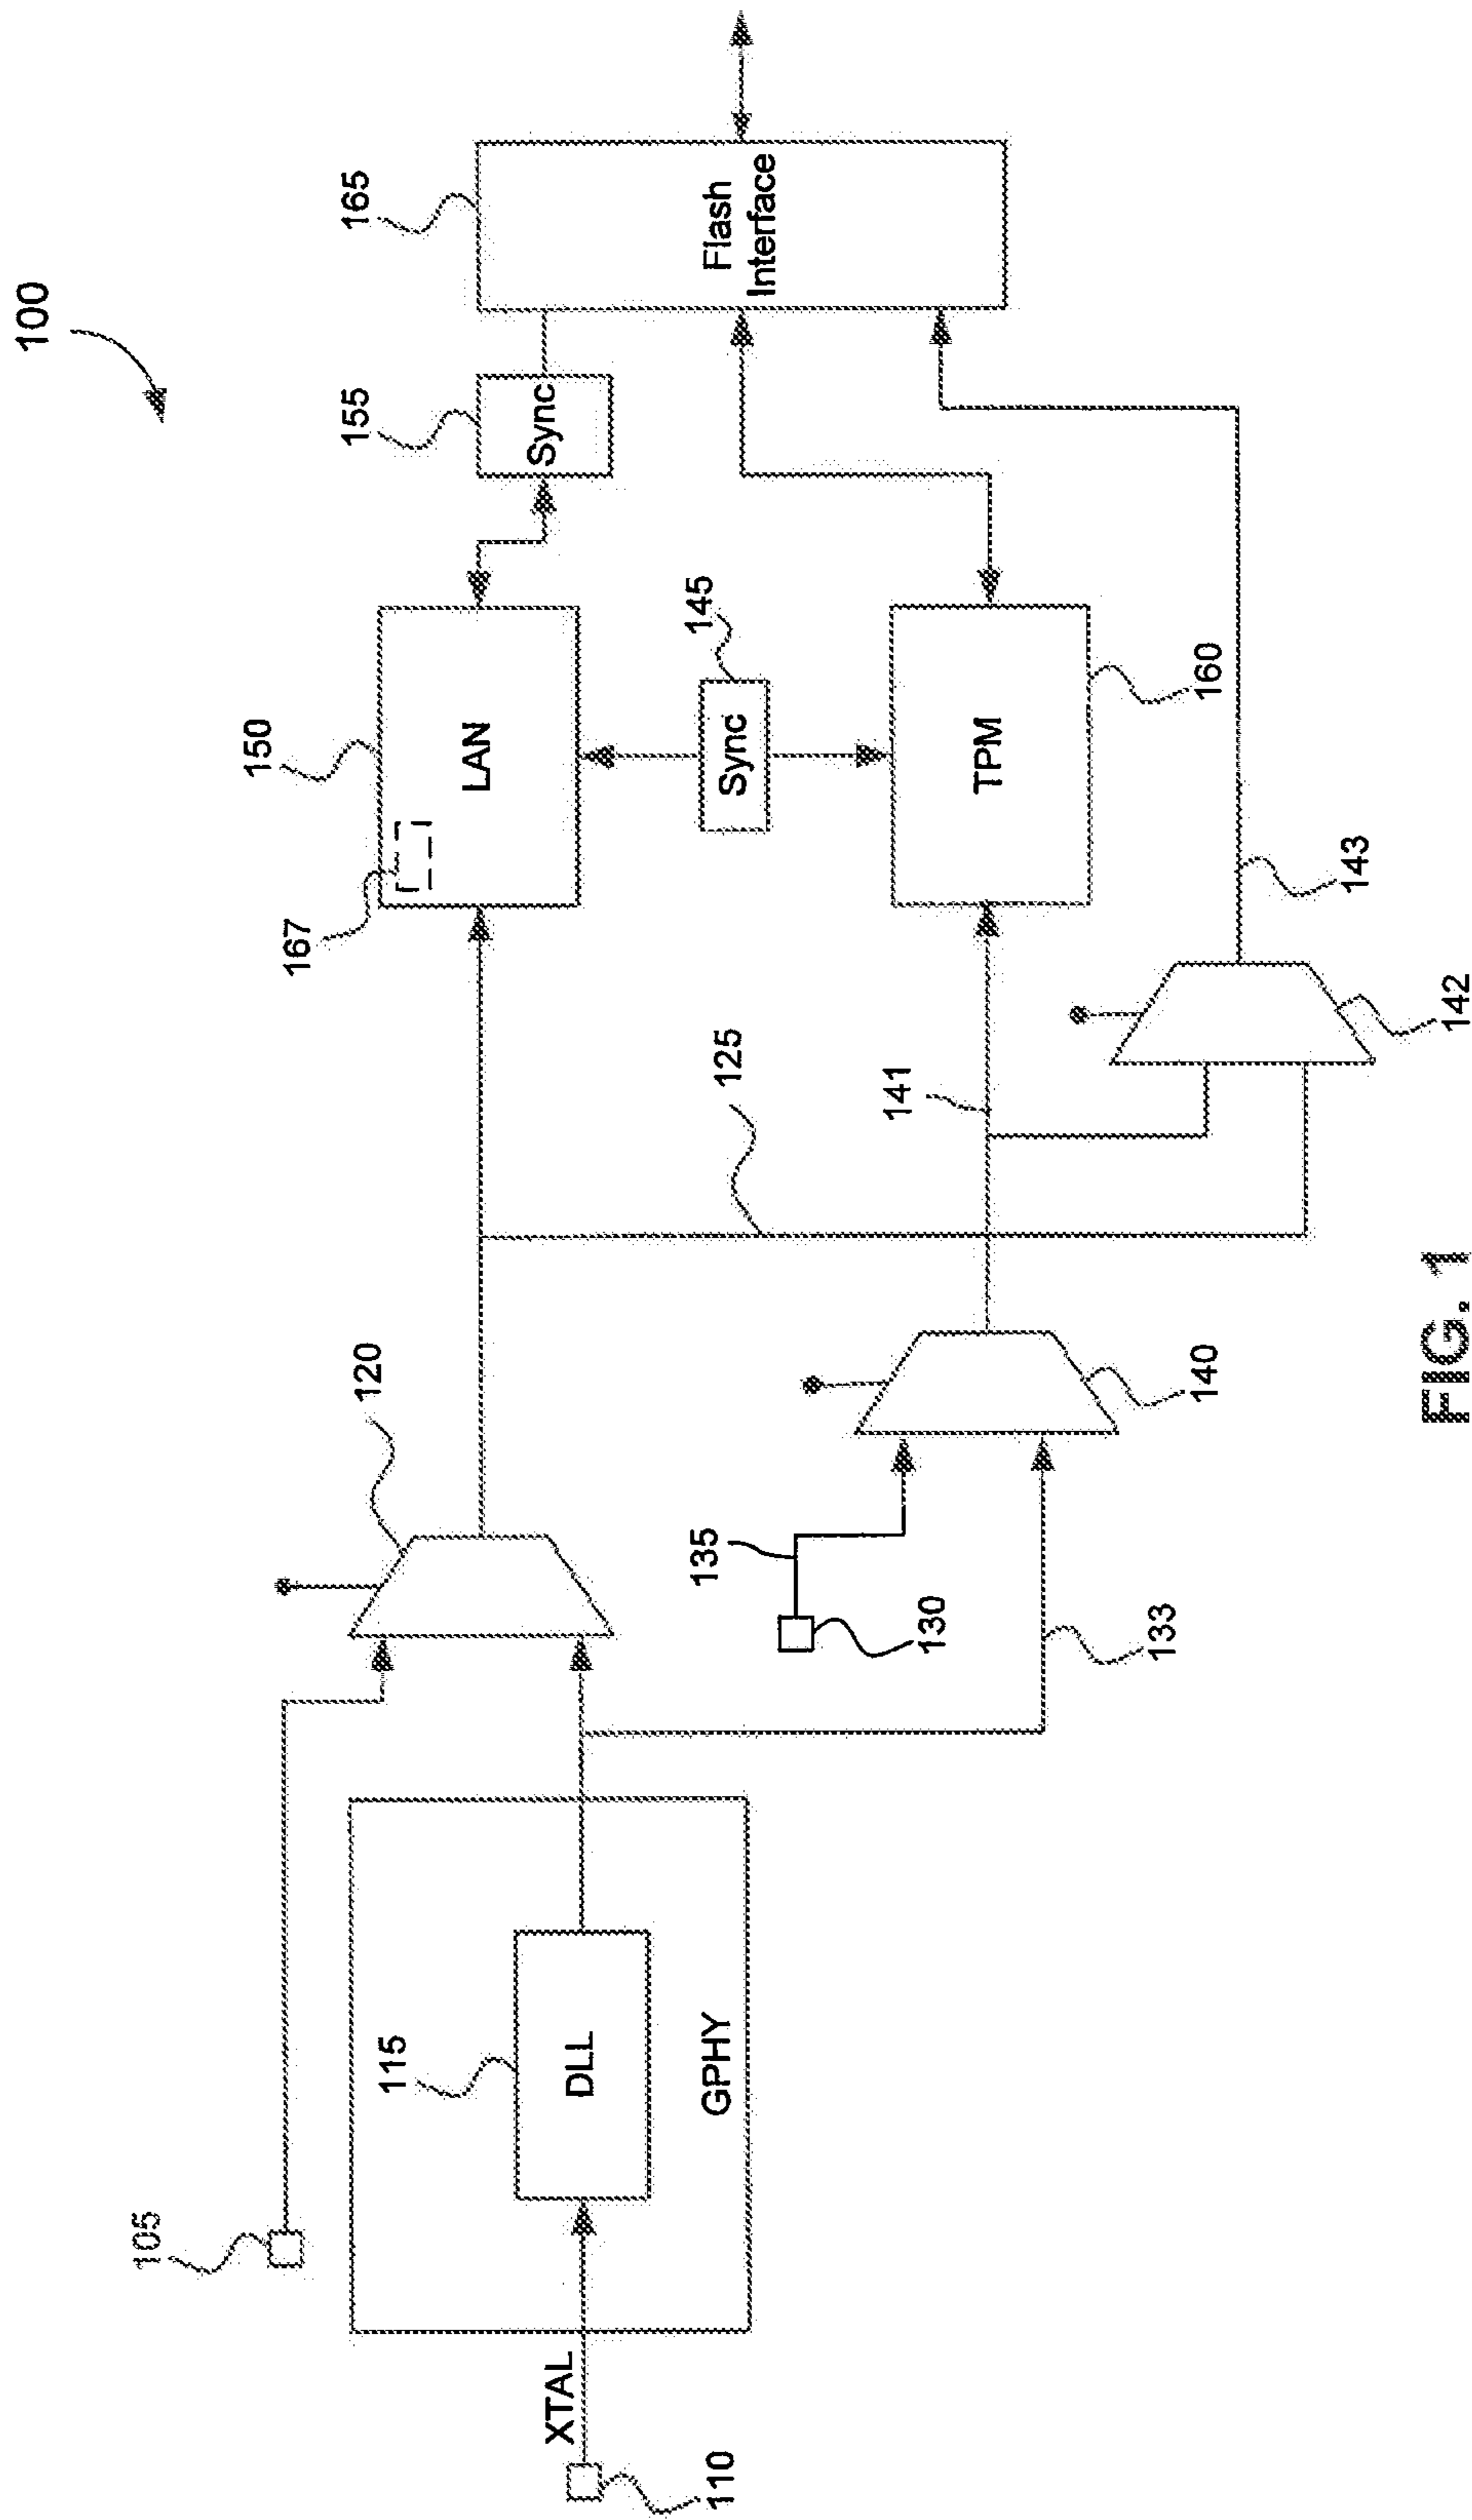 100
105
110
XTAL
115
DLL
GPHY
120
125
130
135
133
140
141
142
143
167
150
LAN
145
Sync
TPM
160
155
Sync
165
Flash
Interface
FIG. 1